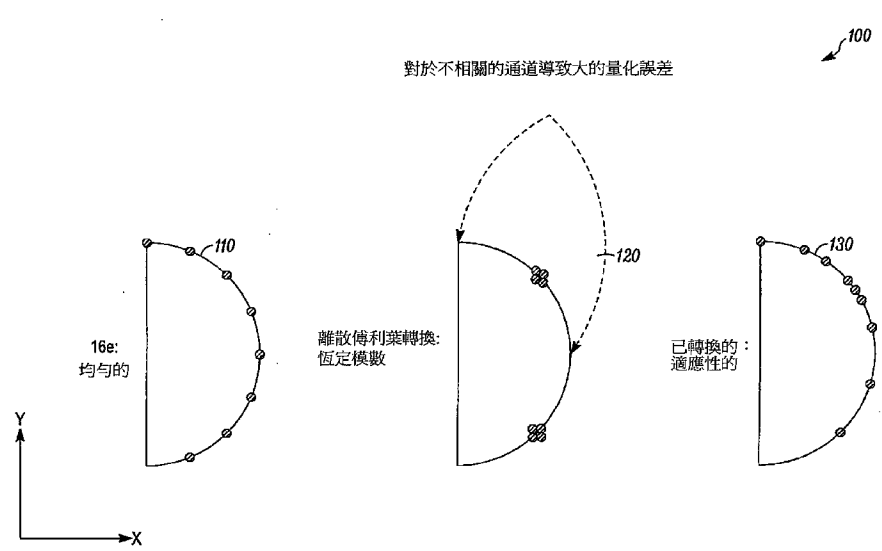 100
對於不相關的通道導致大的量化誤差
110
120
130
16e:
均勻的
離散傅利葉轉換:
恆定模數
已轉換的：
適應性的
Y
X